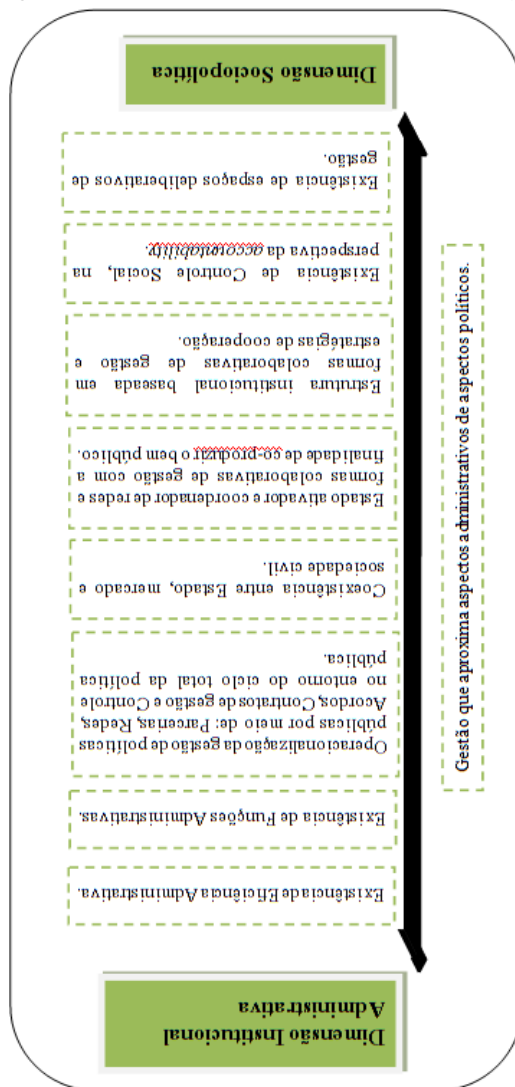 Dimensão Institucional
Administrativa
Existência de Eficiência Administrativa.
Existência de Funções Administrativas.
Operacionalização da gestão de políticas
públicas por meio de: Parcerias, Redes,
Acordos, Contratos de gestão e Controle
no entorno do ciclo total da política
pública.
Coexistência entre Estado, mercado e
sociedade civil.
Estado ativador e coordenador de redes e
formas colaborativas de gestão com a
finalidade de co-produzir o bem público.
Estrutura institucional baseada em
formas colaborativas de gestão e
estratégias de cooperação.
Existência de Controle Social, na
perspectiva da accountability.
Existência de espaços deliberativos de
gestão.
Dimensão Sociopolítica
Gestão que aproxima aspectos administrativos de aspectos políticos.